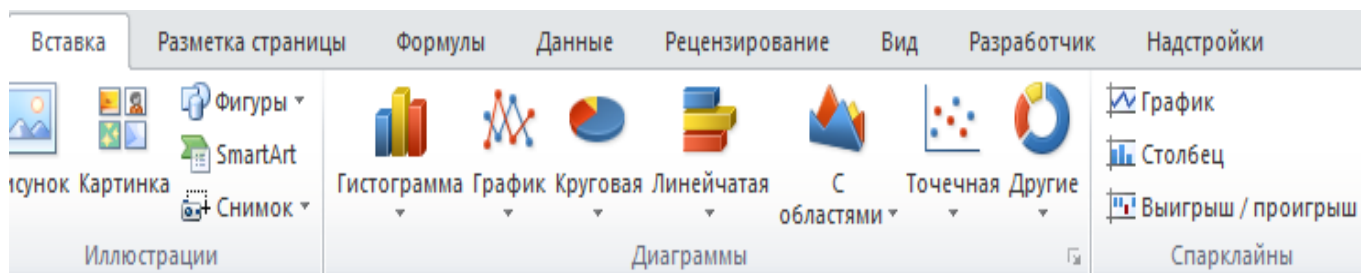 Вставка Разметка страницы Формулы Данные Рецензирование Вид Разработчик Надстройки
Фигуры
SmartArt
Снимок
Картинка
Иллюстрации
Гистограмма График Круговая Линейчатая С областями Точечная Другие
Диаграммы
График
Столбец
Выигрыш / проигрыш
Спарклайны